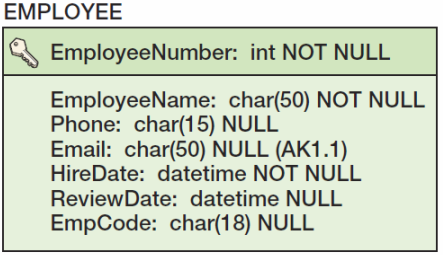 EMPLOYEE
EmployeeNumber: int NOT NULL
EmployeeName: char(50) NOT NULL
Phone: char(15) NULL
Email: char(50) NULL (AK1.1)
HireDate: datetime NOT NULL
ReviewDate: datetime NULL
EmpCode: char(18) NULL